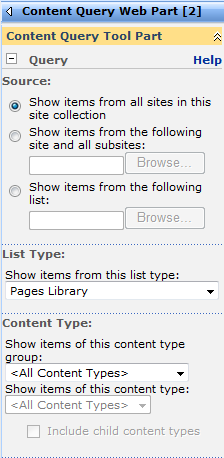 Content Query Web Part [2]
Content Query Tool Part
Query Help
Source:
Show items from all sites in this
site collection
Show items from the following
site and all subsites:
Browse...
Show items from the following
list:
Browse...
List Type:
Show items from this list type:
Pages Library
Content Type:
Show items of this content type
group:
<All Content Types>
Show items of this content type:
<All Content Types>
Include child content types